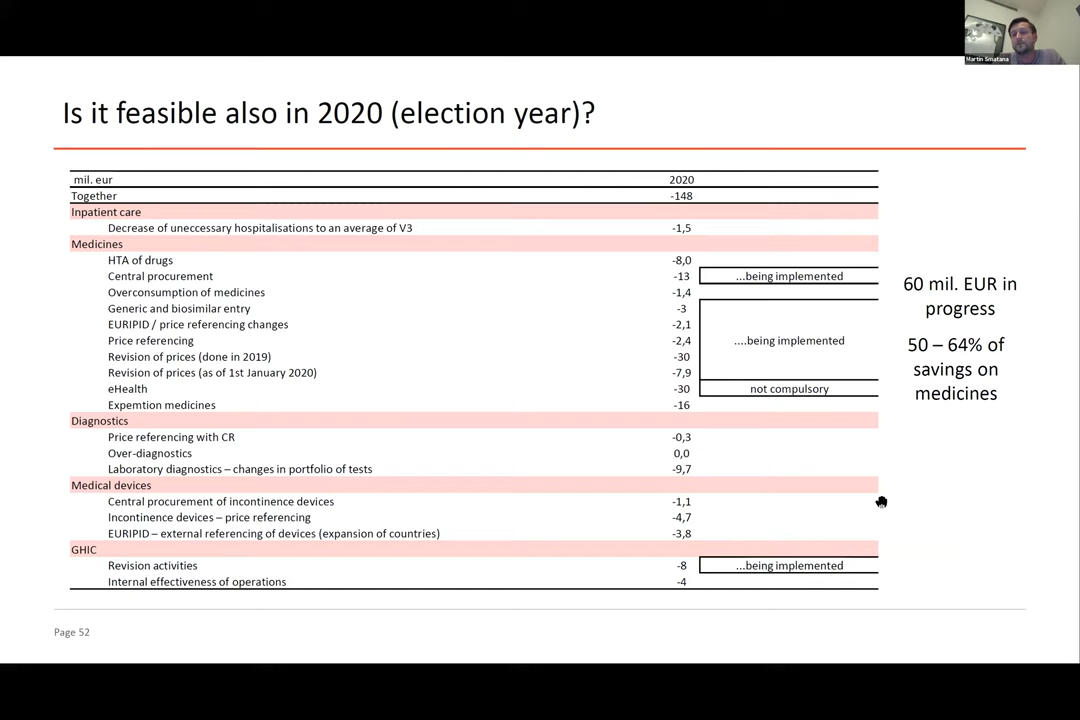 Martin Smatana
Is it feasible also in 2020 (election year)?
mil. eur 2020
Together -148
Inpatient care
Decrease of uneccessary hospitalisations to an average of V3 -1,5
Medicines
HTA of drugs -8,0
Central procurement -13 ...being implemented
Overconsumption of medicines -1,4
Generic and biosimilar entry -3
EURIPID / price referencing changes -2,1
Price referencing -2,4 ....being implemented
Revision of prices (done in 2019) -30
Revision of prices (as of 1st January 2020) -7,9
eHealth -30 not compulsory
Expemtion medicines -16
Diagnostics
Price referencing with CR -0,3
Over-diagnostics 0,0
Laboratory diagnostics – changes in portfolio of tests -9,7
Medical devices
Central procurement of incontinence devices -1,1
Incontinence devices – price referencing -4,7
EURIPID – external referencing of devices (expansion of countries) -3,8
GHIC
Revision activities -8 ...being implemented
Internal effectiveness of operations -4
60 mil. EUR in
progress
50 – 64% of
savings on
medicines
Page 52